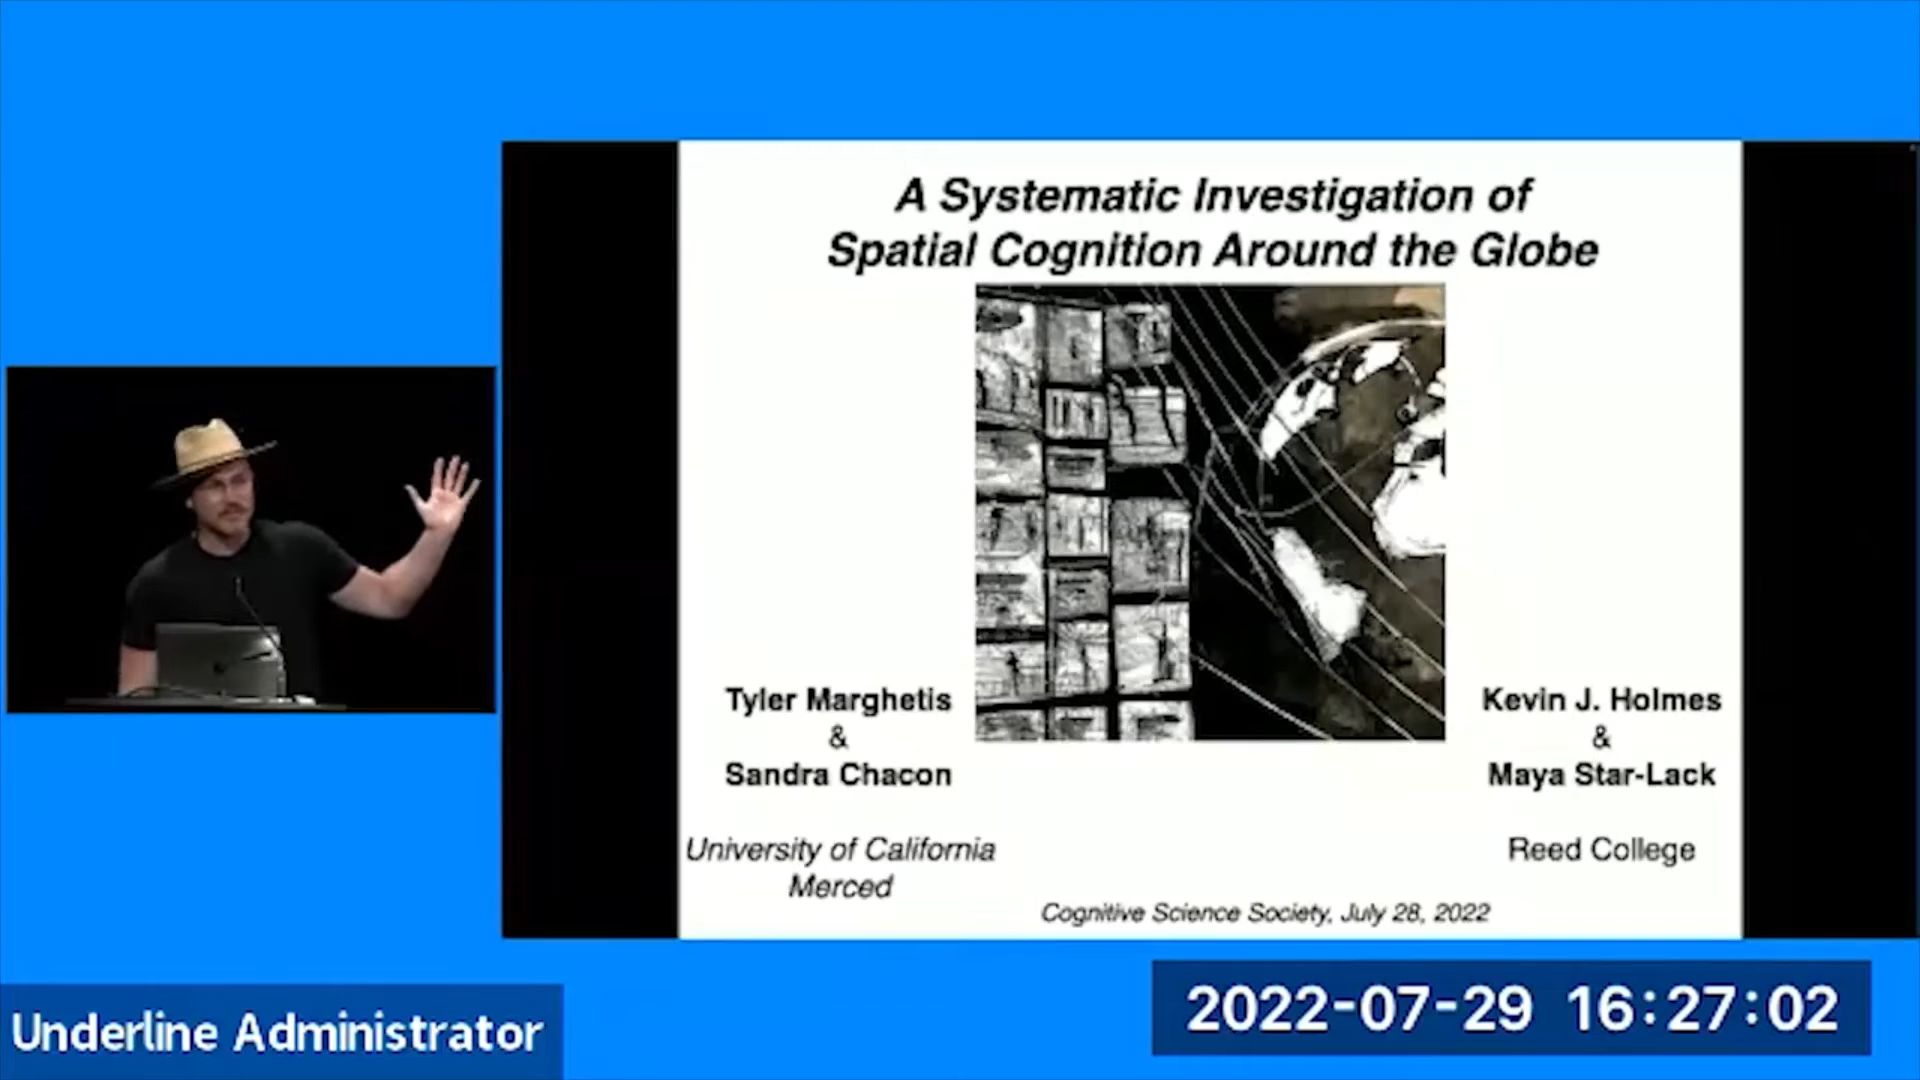 A Systematic Investigation of
Spatial Cognition Around the Globe
Tyler Marghetis
&
Sandra Chacon
University of California
Merced
Kevin J. Holmes
&
Maya Star-Lack
Reed College
Cognitive Science Society, July 28, 2022
Underline Administrator
2022-07-29 16:27:02